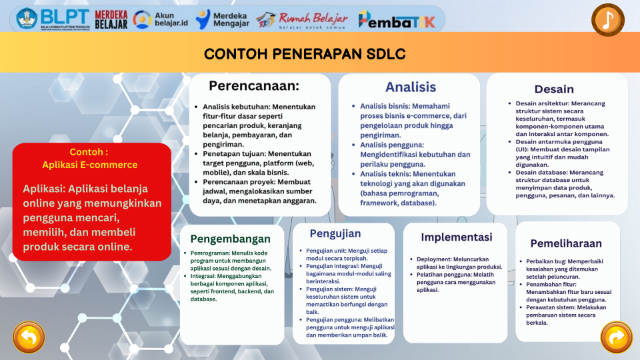 BLPT
MERDEKA
BELAJAR
Akun
belajar.id
Merdeka
Mengajar
Rumah Belajar
belajar untuk semua
PembaTIK
CONTOH PENERAPAN SDLC
Contoh :
Aplikasi E-commerce
Aplikasi: Aplikasi belanja
online yang memungkinkan
pengguna mencari,
memilih, dan membeli
produk secara online.
Perencanaan:
Analisis kebutuhan: Menentukan
fitur-fitur dasar seperti
pencarian produk, keranjang
belanja, pembayaran, dan
pengiriman.
Penetapan tujuan: Menentukan
target pengguna, platform (web,
mobile), dan skala bisnis.
Perencanaan proyek: Membuat
jadwal, mengalokasikan sumber
daya, dan menetapkan anggaran.
Analisis
Analisis bisnis: Memahami
proses bisnis e-commerce, dari
pengelolaan produk hingga
pengiriman.
Analisis pengguna:
Mengidentifikasi kebutuhan dan
perilaku pengguna.
Analisis teknis: Menentukan
teknologi yang akan digunakan
(bahasa pemrograman,
framework, database).
Desain
Desain arsitektur: Merancang
struktur sistem secara
keseluruhan, termasuk
komponen-komponen utama
dan interaksi antar komponen.
Desain antarmuka pengguna
(UI): Membuat desain tampilan
yang intuitif dan mudah
digunakan.
Desain database: Merancang
struktur database untuk
menyimpan data produk,
pengguna, pesanan, dan lainnya.
Pengembangan
Pemrograman: Menulis kode
program untuk membangun
aplikasi sesuai dengan desain.
Integrasi: Menggabungkan
berbagai komponen aplikasi,
seperti frontend, backend, dan
database.
Pengujian
Pengujian unit: Menguji setiap
modul secara terpisah.
Pengujian integrasi: Menguji
bagaimana modul-modul saling
berinteraksi.
Pengujian sistem: Menguji
keseluruhan sistem untuk
memastikan berfungsi dengan
baik.
Pengujian pengguna: Melibatkan
pengguna untuk menguji aplikasi
dan memberikan umpan balik.
Implementasi
Deployment: Meluncurkan
aplikasi ke lingkungan produksi.
Pelatihan pengguna: Melatih
pengguna cara menggunakan
aplikasi.
Pemeliharaan
Perbaikan bug: Memperbaiki
kesalahan yang ditemukan
setelah peluncuran.
Penambahan fitur:
Menambahkan fitur baru sesuai
dengan kebutuhan pengguna.
Perawatan sistem: Melakukan
pembaruan sistem secara
berkala.